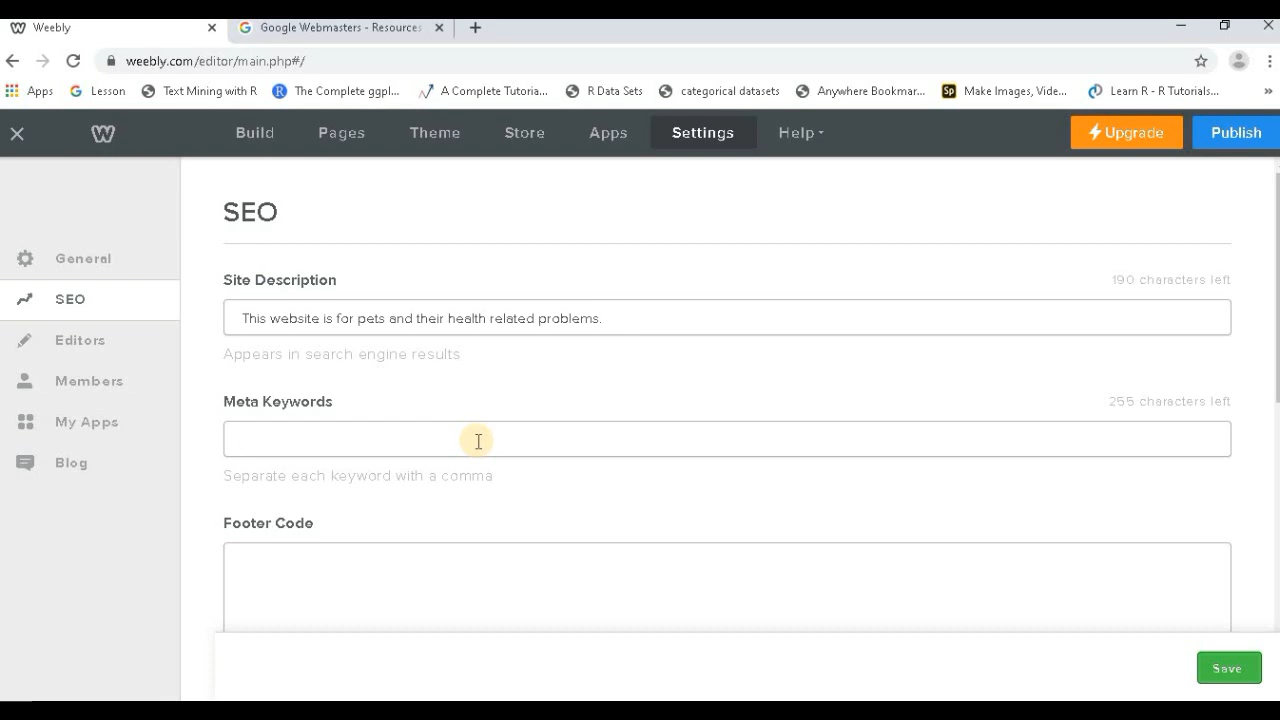 Weebly
Google Webmasters - Resources
weebly.com/editor/main.php#/
Apps Lesson Text Mining with R The Complete ggpl... A Complete Tutoria... R Data Sets categorical datasets Anywhere Bookmar... Sp Make Images, Vide... Learn R - R Tutorials... »
Build Pages Theme Store Apps Settings Help Upgrade Publish
SEO
General
SEO
Editors
Members
My Apps
Blog
Site Description 190 characters left
This website is for pets and their health related problems.
Appears in search engine results
Meta Keywords 255 characters left
Separate each keyword with a comma
Footer Code
Save